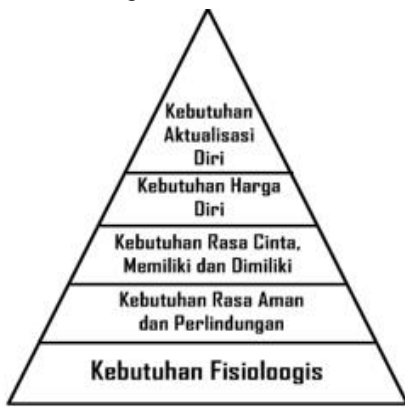 Kebutuhan
Aktualisasi
Diri
Kebutuhan Harga
Diri
Kebutuhan Rasa Cinta,
Memiliki dan Dimiliki
Kebutuhan Rasa Aman
dan Perlindungan
Kebutuhan Fisioloogis